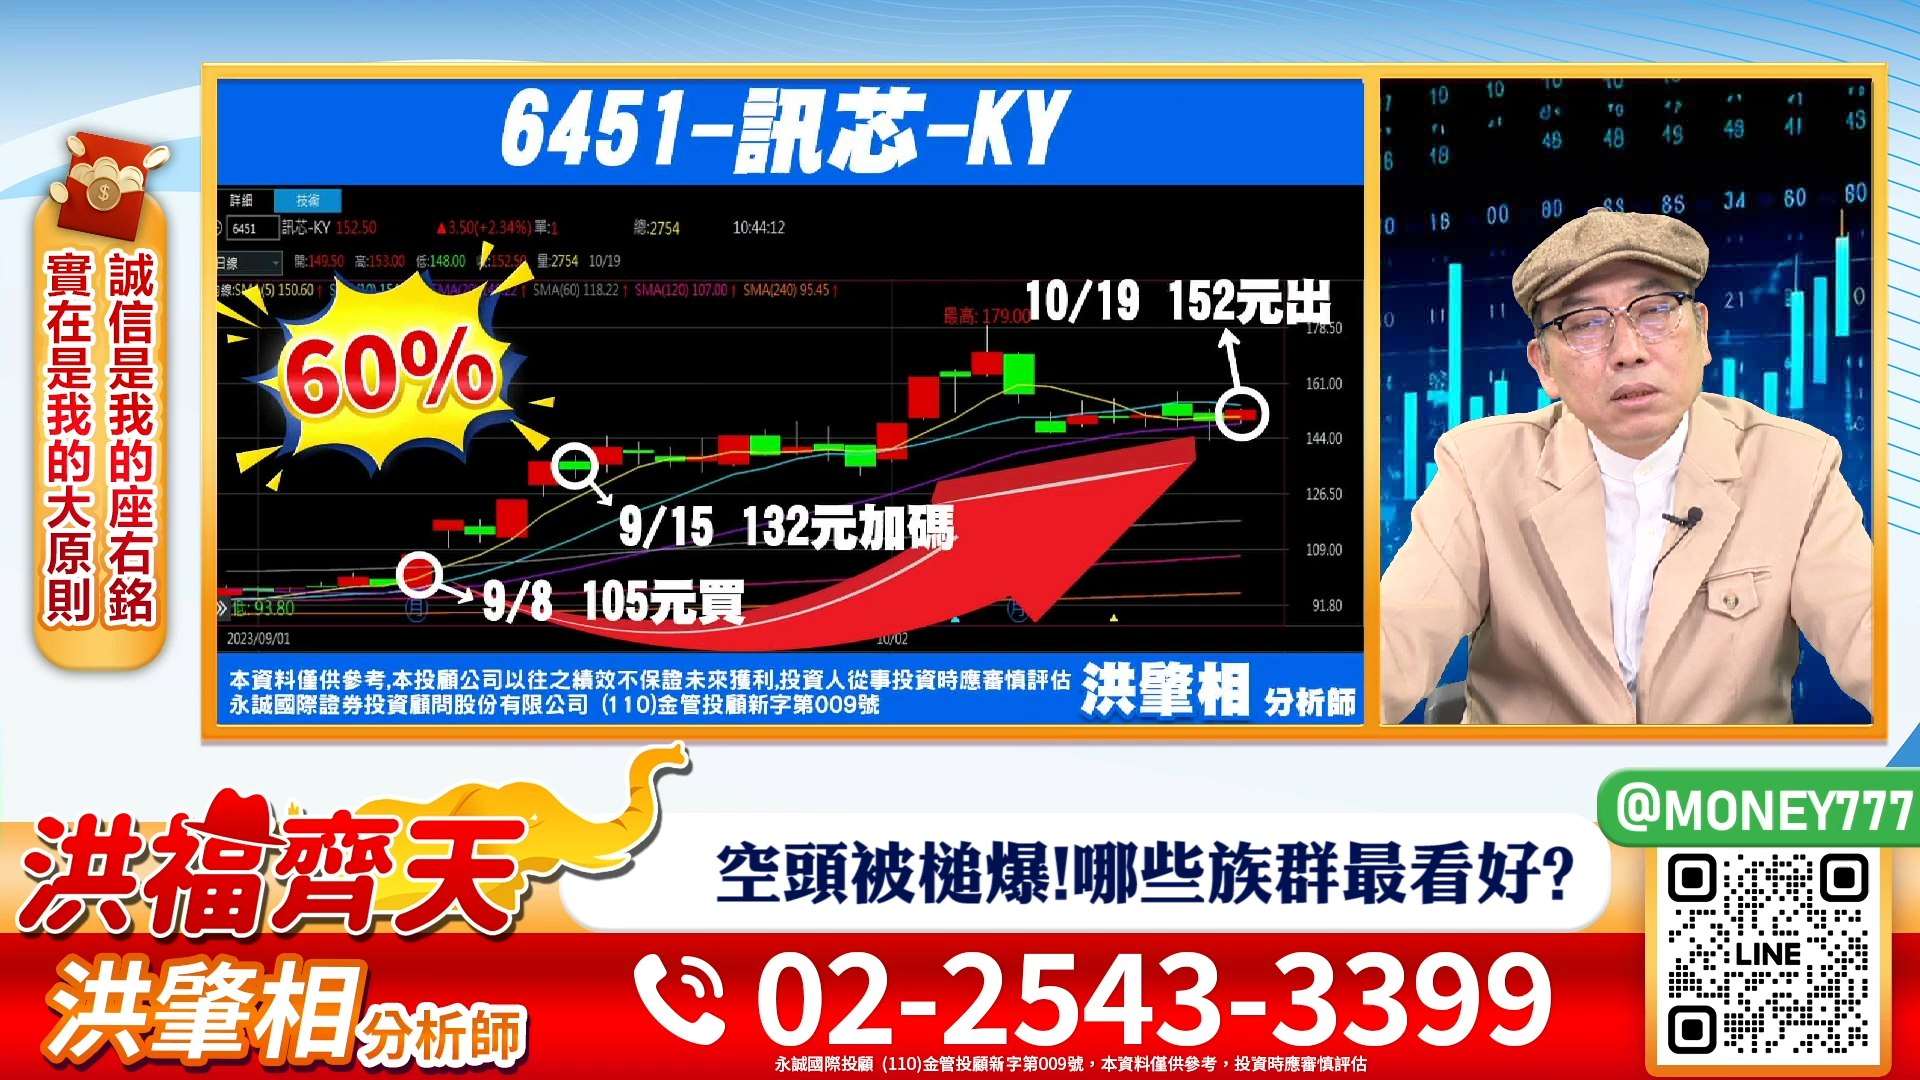 誠信是我的座右銘
實在是我的大原則
6451-訊芯-KY
詳細 技術
6451 訊芯-KY 152.50 ▲3.50(+2.34%) 單:1 總:2754 10:44:12
日線 開:149.50 高:153.00 低:148.00 152.50 量:2754 10/19
(5) 150.60↑ SMA(60) 118.22↑ SMA(120) 107.00↑ SMA(240) 95.45↑
60%
最高: 179.00
10/19 152元出
178.50
161.00
144.00
126.50
109.00
91.80
9/15 132元加碼
9/8 105元買
低: 93.80
月
月
2023/09/01
10/02
本資料僅供參考,本投顧公司以往之績效不保證未來獲利,投資人從事投資時應審慎評估
永誠國際證券投資顧問股份有限公司 (110)金管投顧新字第009號
洪肇相 分析師
洪福齊天
空頭被槌爆!哪些族群最看好?
@MONEY777
LINE
洪肇相 分析師
02-2543-3399
永誠國際投顧 (110)金管投顧新字第009號，本資料僅供參考，投資時應審慎評估